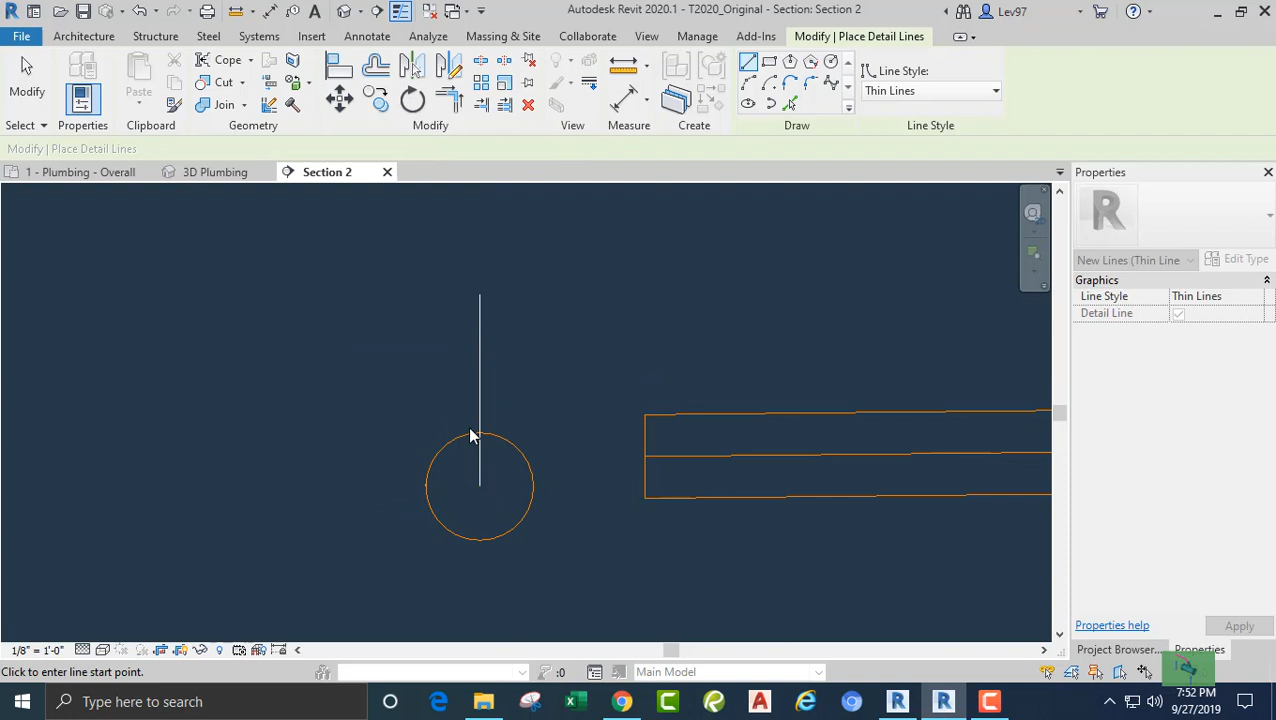 Autodesk Revit 2020.1 - T2020_Original - Section: Section 2
Lev97
File Architecture Structure Steel Systems Insert Annotate Analyze Massing & Site Collaborate View Manage Add-Ins Modify | Place Detail Lines
Modify
Paste
Cope
Cut
Join
Line Style:
Thin Lines
Select Properties Clipboard Geometry Modify View Measure Create Draw Line Style
Modify | Place Detail Lines
1 - Plumbing - Overall 3D Plumbing Section 2
Properties
R
New Lines (Thin Line Edit Type
Graphics
Line Style Thin Lines
Detail Line
Properties help Apply
1/8" = 1'-0" Project Browser... Properties
Click to enter line start point. :0 Main Model
Type here to search
7:52 PM
9/27/2019